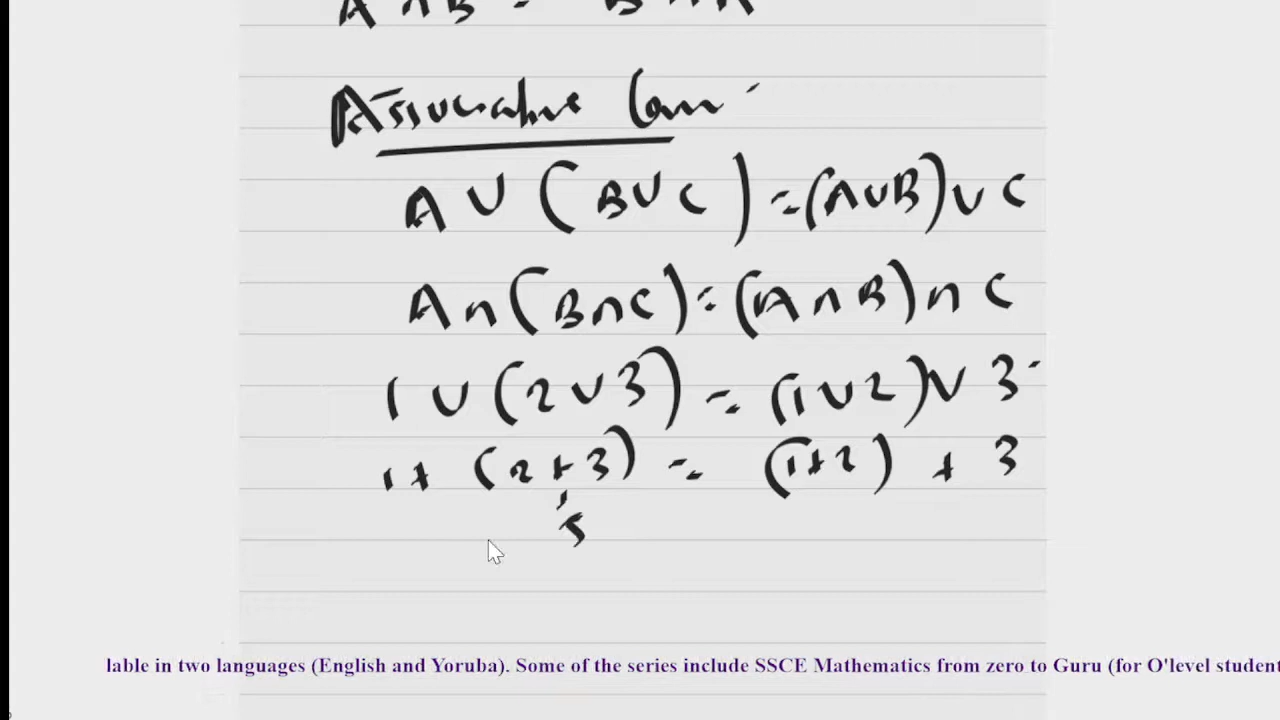 A ∩ B = B ∩ A
Associative law
A ∪ (B ∪ C) = (A ∪ B) ∪ C
A ∩ (B ∩ C) = (A ∩ B) ∩ C
1 ∪ (2 ∪ 3) = (1 ∪ 2) ∪ 3
1 + (2 + 3) = (1 + 2) + 3
5
lable in two languages (English and Yoruba). Some of the series include SSCE Mathematics from zero to Guru (for O'level student